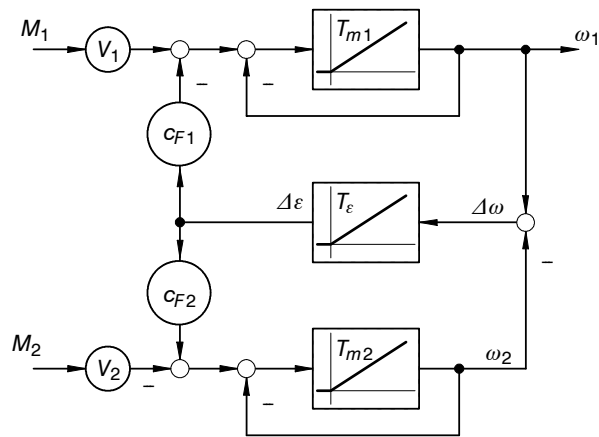 M1 V1 – – Tm1 ω1
cF1
Δε Tε Δω
–
cF2
M2 V2 – – Tm2 ω2